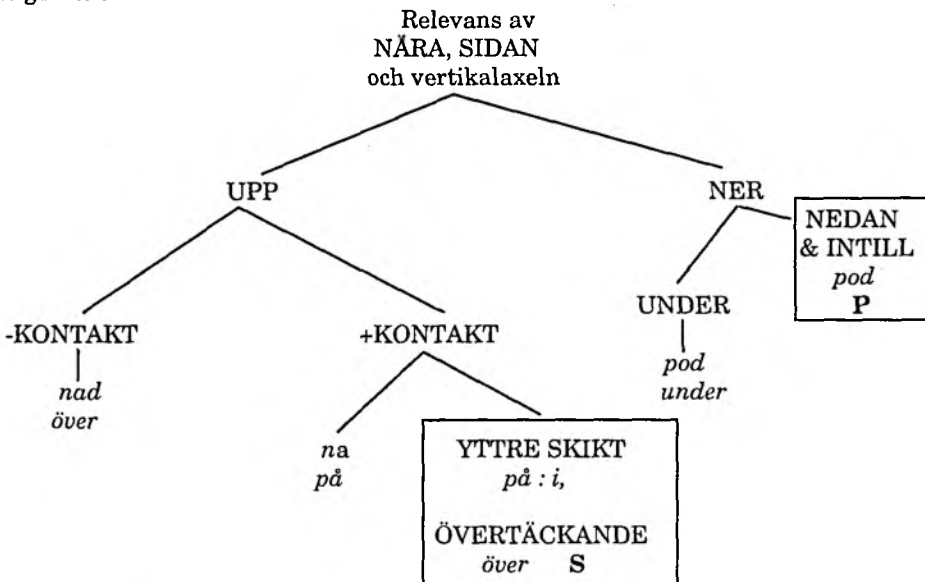 Relevans av
NÄRA, SIDAN
och vertikalaxeln
UPP
NER
NEDAN
& INTILL
pod
P
-KONTAKT
+KONTAKT
UNDER
nad
över
pod
under
na
på
YTTRE SKIKT
på : i,
ÖVERTÄCKANDE
över S